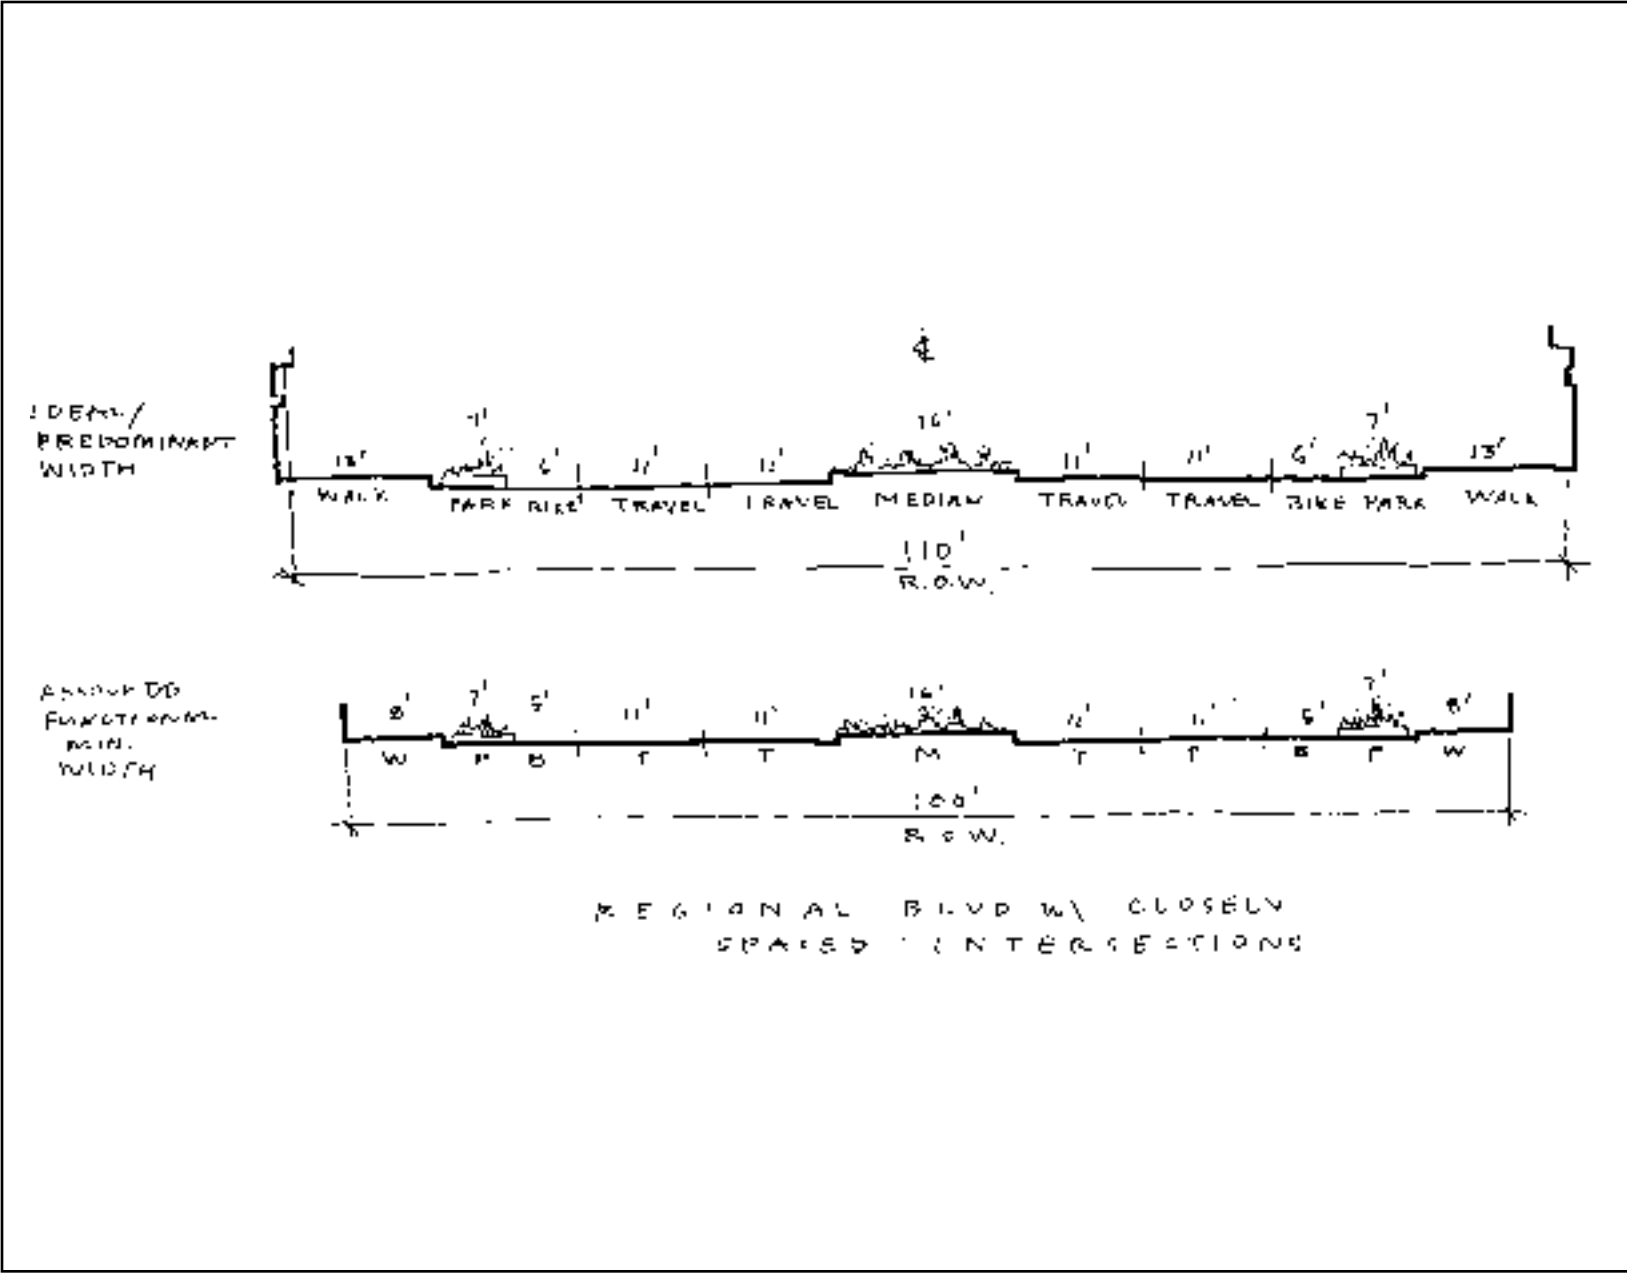 ℄
IDEAL/
PREDOMINANT
WIDTH
13' 7' 6' 11' 11' 16' 11' 11' 6' 7' 13'
WALK PARK BIKE TRAVEL TRAVEL MEDIAN TRAVEL TRAVEL BIKE PARK WALK
110'
R.O.W.
FUNCTIONAL
MIN.
WIDTH
8' 7' 5' 11' 11' 16' 11' 11' 5' 7' 8'
W P B T T M T T B P W
100'
R.O.W.
REGIONAL BLVD W\ CLOSELY
SPACED INTERSECTIONS